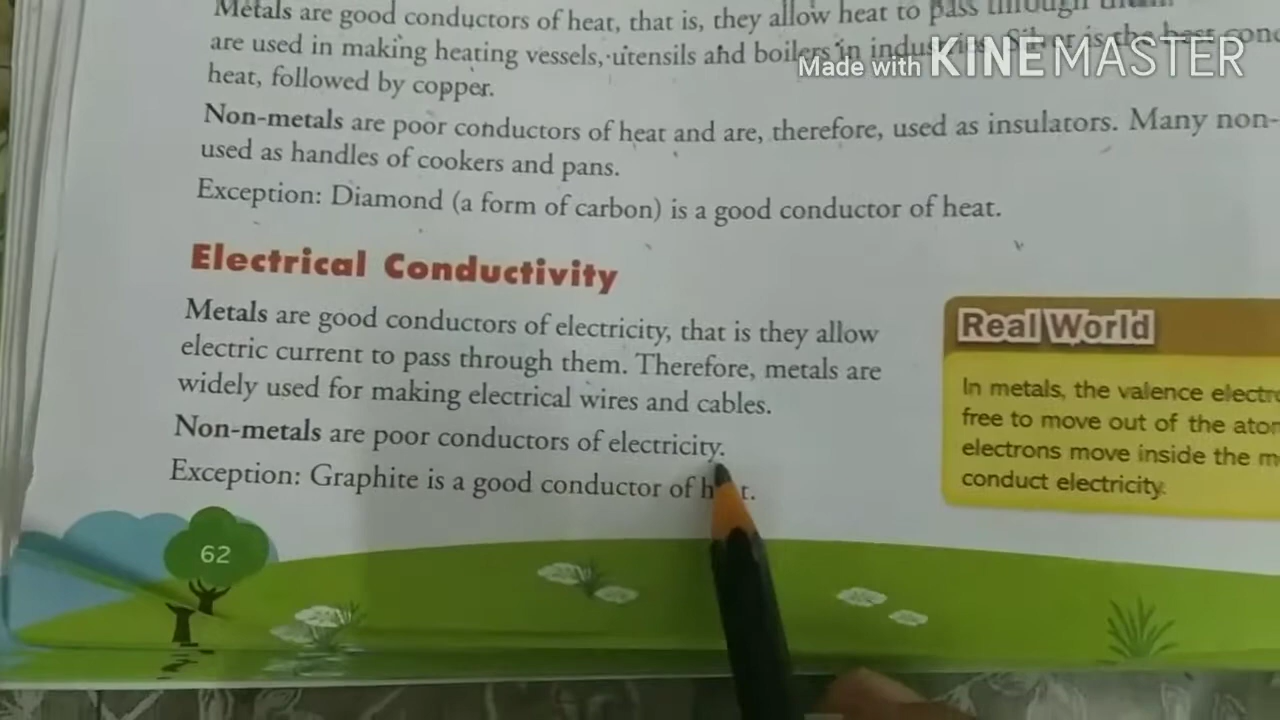 Metals are good conductors of heat, that is, they allow heat to pass through
are used in making heating vessels, utensils and boilers in is the best
Made with KINEMASTER
heat, followed by copper.
Non-metals are poor conductors of heat and are, therefore, used as insulators. Many non-
used as handles of cookers and pans.
Exception: Diamond (a form of carbon) is a good conductor of heat.
Electrical Conductivity
Metals are good conductors of electricity, that is they allow
electric current to pass through them. Therefore, metals are
widely used for making electrical wires and cables.
Non-metals are poor conductors of electricity.
Exception: Graphite is a good conductor of
Real World
In metals, the valence
free to move out of the
electrons move inside the
conduct electricity.
62